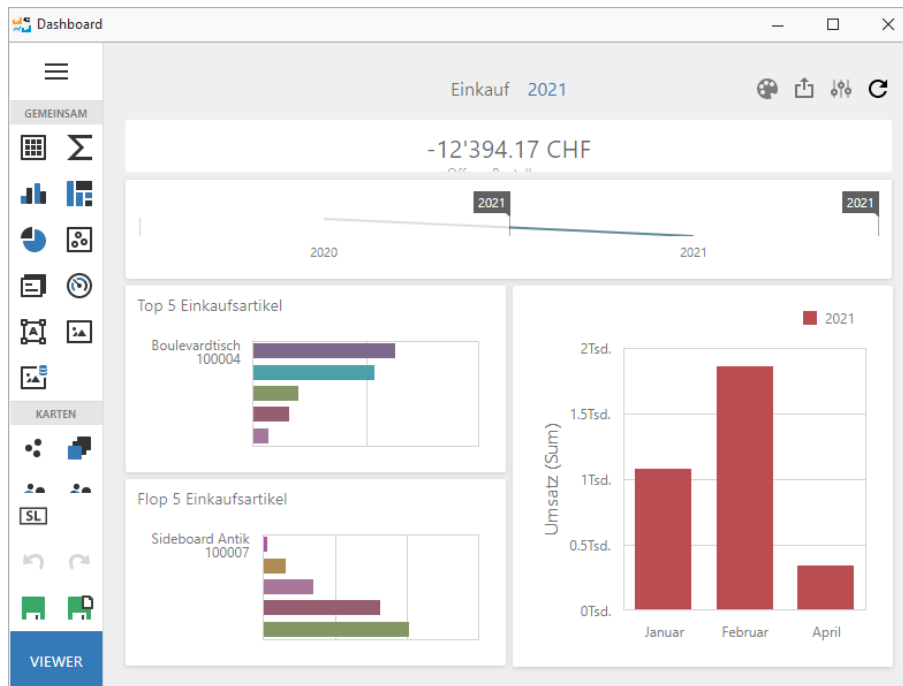 Dashboard
Einkauf 2021
GEMEINSAM
-12'394.17 CHF
2021
2021
2020
2021
Top 5 Einkaufsartikel
Boulevardtisch
100004
Flop 5 Einkaufsartikel
Sideboard Antik
100007
2021
2Tsd.
1.5Tsd.
1Tsd.
0.5Tsd.
0Tsd.
Umsatz (Sum)
Januar
Februar
April
KARTEN
SL
VIEWER